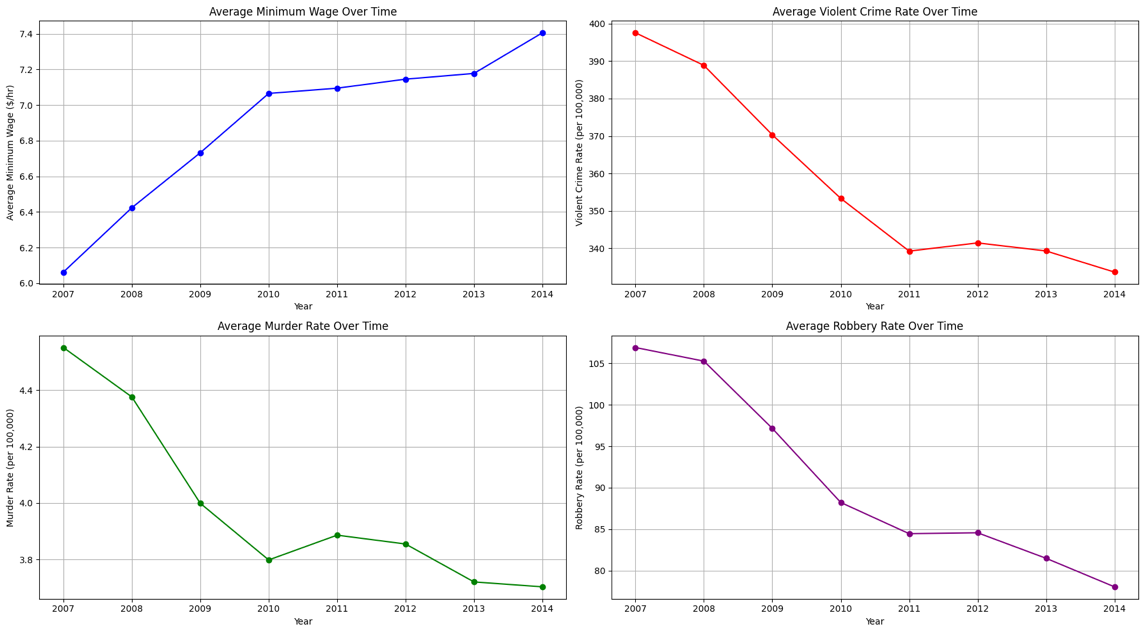 Average Minimum Wage Over Time
Average Minimum Wage ($/hr)
7.4
7.2
7.0
6.8
6.6
6.4
6.2
6.0
2007 2008 2009 2010 2011 2012 2013 2014
Year
Average Violent Crime Rate Over Time
Violent Crime Rate (per 100,000)
400
390
380
370
360
350
340
2007 2008 2009 2010 2011 2012 2013 2014
Year
Average Murder Rate Over Time
Murder Rate (per 100,000)
4.4
4.2
4.0
3.8
2007 2008 2009 2010 2011 2012 2013 2014
Year
Average Robbery Rate Over Time
Robbery Rate (per 100,000)
105
100
95
90
85
80
2007 2008 2009 2010 2011 2012 2013 2014
Year